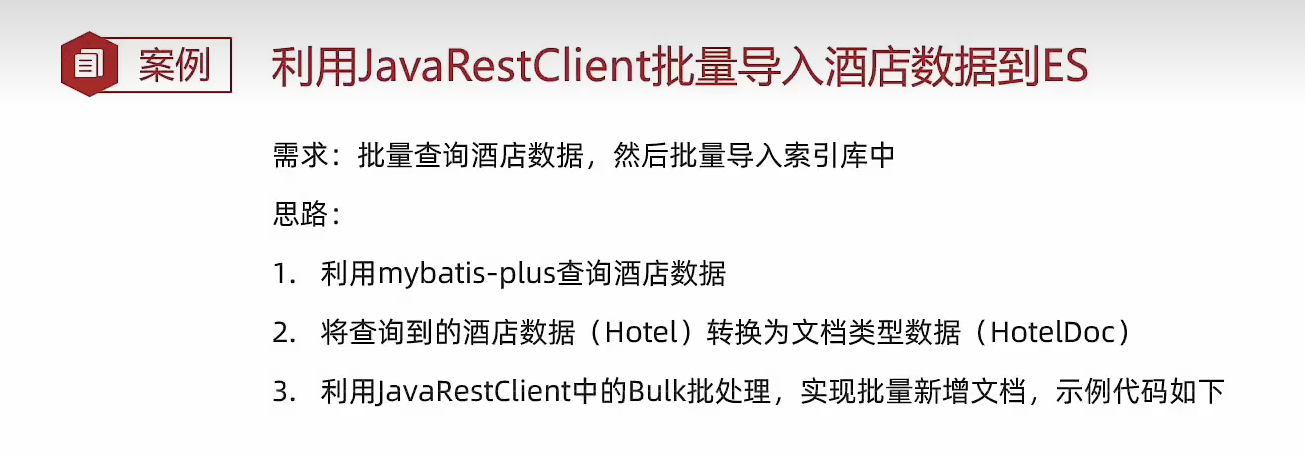 案例
利用JavaRestClient批量导入酒店数据到ES
需求：批量查询酒店数据，然后批量导入索引库中
思路：
1. 利用mybatis-plus查询酒店数据
2. 将查询到的酒店数据（Hotel）转换为文档类型数据（HotelDoc）
3. 利用JavaRestClient中的Bulk批处理，实现批量新增文档，示例代码如下